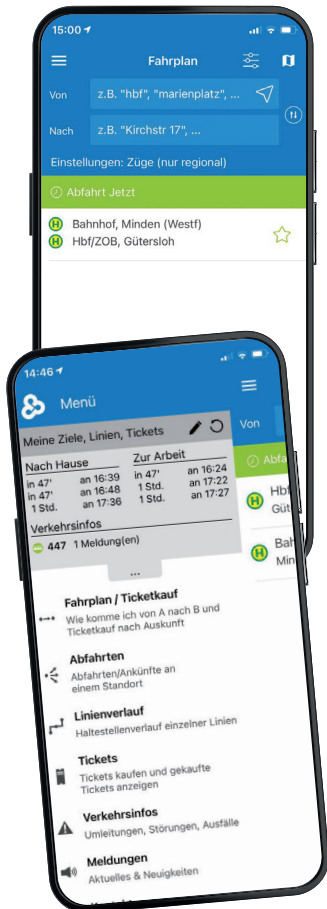 15:00
Fahrplan
Von
z.B. "hbf", "marienplatz", ...
Nach
z.B. "Kirchstr 17", ...
Einstellungen: Züge (nur regional)
Abfahrt Jetzt
H Bahnhof, Minden (Westf)
H Hbf/ZOB, Gütersloh
14:46
Menü
Meine Ziele, Linien, Tickets
Nach Hause
in 47' an 16:39
in 47' an 16:48
1 Std. an 17:36
Zur Arbeit
in 47' an 16:24
1 Std. an 17:22
1 Std. an 17:27
Verkehrsinfos
447 1 Meldung(en)
...
Fahrplan / Ticketkauf
Wie komme ich von A nach B und
Ticketkauf nach Auskunft
Abfahrten
Abfahrten/Ankünfte an
einem Standort
Linienverlauf
Haltestellenverlauf einzelner Linien
Tickets
Tickets kaufen und gekaufte
Tickets anzeigen
Verkehrsinfos
Umleitungen, Störungen, Ausfälle
Meldungen
Aktuelles & Neuigkeiten
Von
Abfa
H Hbf
Güt
H Bah
Min